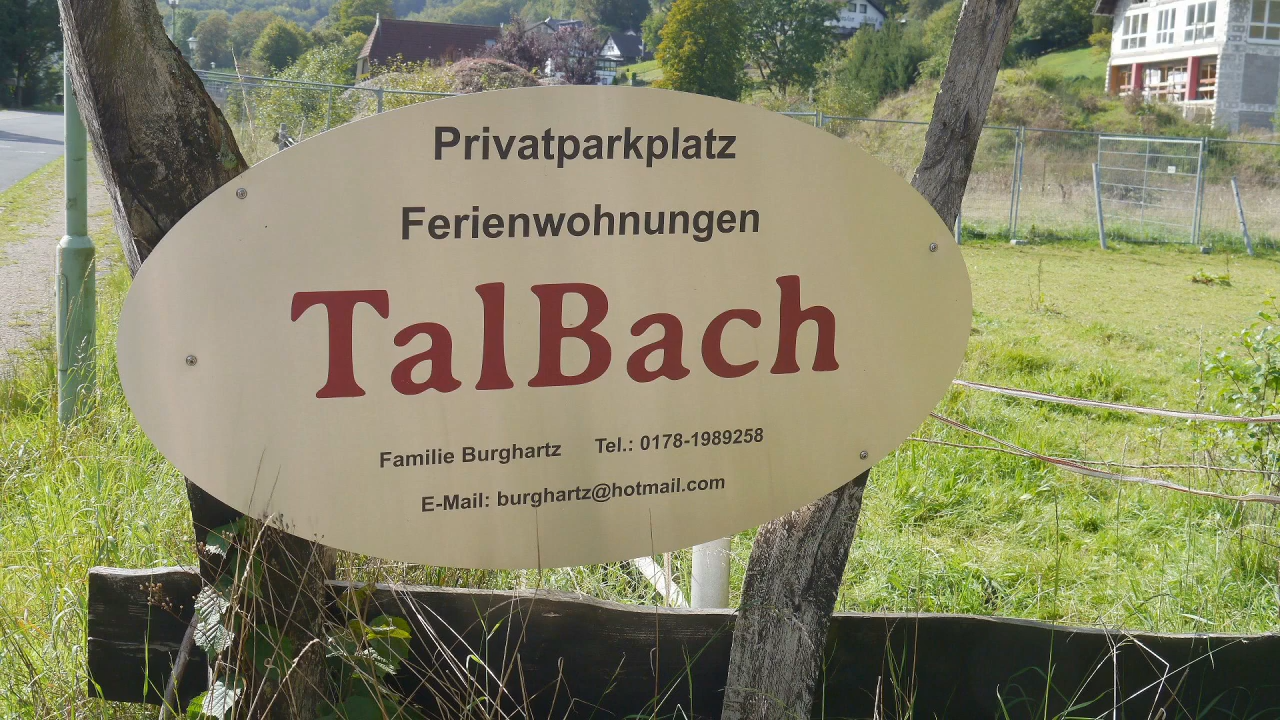 Privatparkplatz
Ferienwohnungen
TalBach
Familie Burghartz Tel.: 0178-1989258
E-Mail: burghartz@hotmail.com